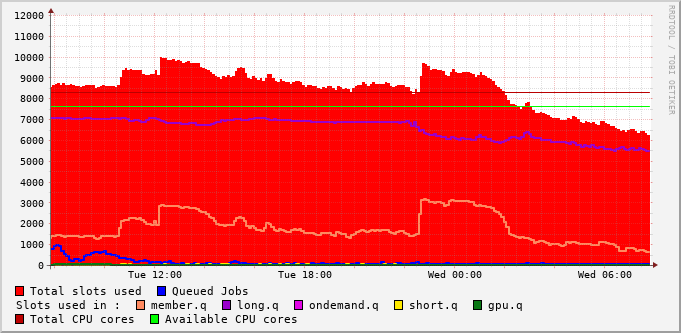 12000
11000
10000
9000
8000
7000
6000
5000
4000
3000
2000
1000
0
Tue 12:00 Tue 18:00 Wed 00:00 Wed 06:00
Total slots used Queued Jobs
Slots used in : member.q long.q ondemand.q short.q gpu.q
Total CPU cores Available CPU cores
RRDTOOL / TOBI OETIKER